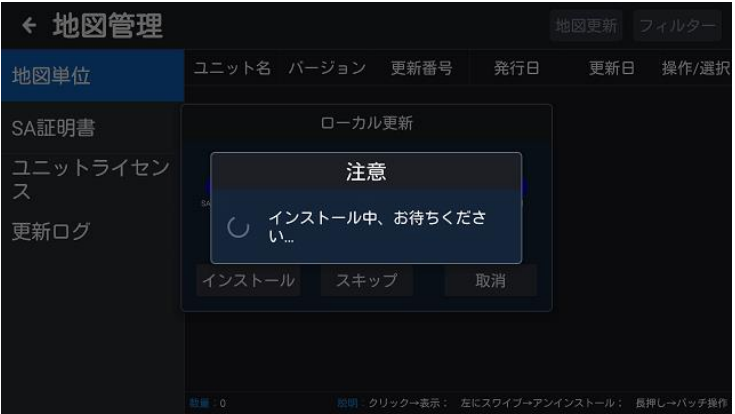 地図管理
地図更新 フィルター
地図単位
ユニット名 バージョン 更新番号 発行日 更新日 操作/選択
SA証明書
ローカル更新
ユニットライセン
ス
注意
SA
インストール中、お待ちくださ
い...
更新ログ
インストール スキップ 取消
数量：0 説明：クリック→表示； 左にスワイプ→アンインストール； 長押し→バッチ操作